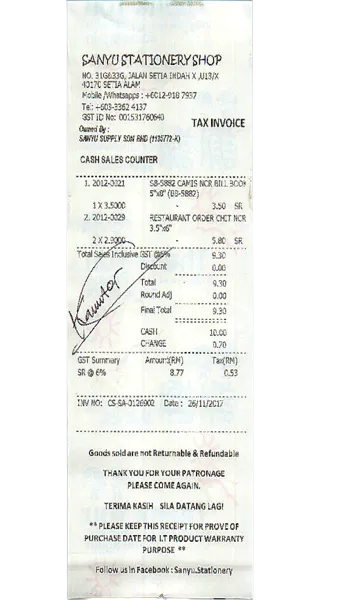 SANYU STATIONERY SHOP
NO. 31G&33G, JALAN SETIA INDAH X ,U13/X
40170 SETIA ALAM
Mobile /Whatsapps : +6012-918 7937
Tel: +603-3362 4137
GST ID No: 001531760640
TAX INVOICE
Owned By :
SANYU SUPPLY SDN BHD (1135772-K)
CASH SALES COUNTER
1. 2012-0021 SB-5882 CAMIS NCR BILL BOOK
5"x8" (BB-5882)
1 X 3.5000 - 3.50 SR
2. 2012-0029 RESTAURANT ORDER CHIT NCR
3.5"x6"
2 X 2.9000 - 5.80 SR
Total Sales Inclusive GST @6% 9.30
Discount 0.00
Total 9.30
Round Adj 0.00
Final Total 9.30
CASH 10.00
CHANGE 0.70
GST Summary Amount(RM) Tax(RM)
SR @ 6% 8.77 0.53
INV NO: CS-SA-0126902 Date : 26/11/2017
Goods sold are not Returnable & Refundable
THANK YOU FOR YOUR PATRONAGE
PLEASE COME AGAIN.
TERIMA KASIH SILA DATANG LAGI
** PLEASE KEEP THIS RECEIPT FOR PROVE OF
PURCHASE DATE FOR I.T PRODUCT WARRANTY
PURPOSE **
Follow us in Facebook : Sanyu.Stationery